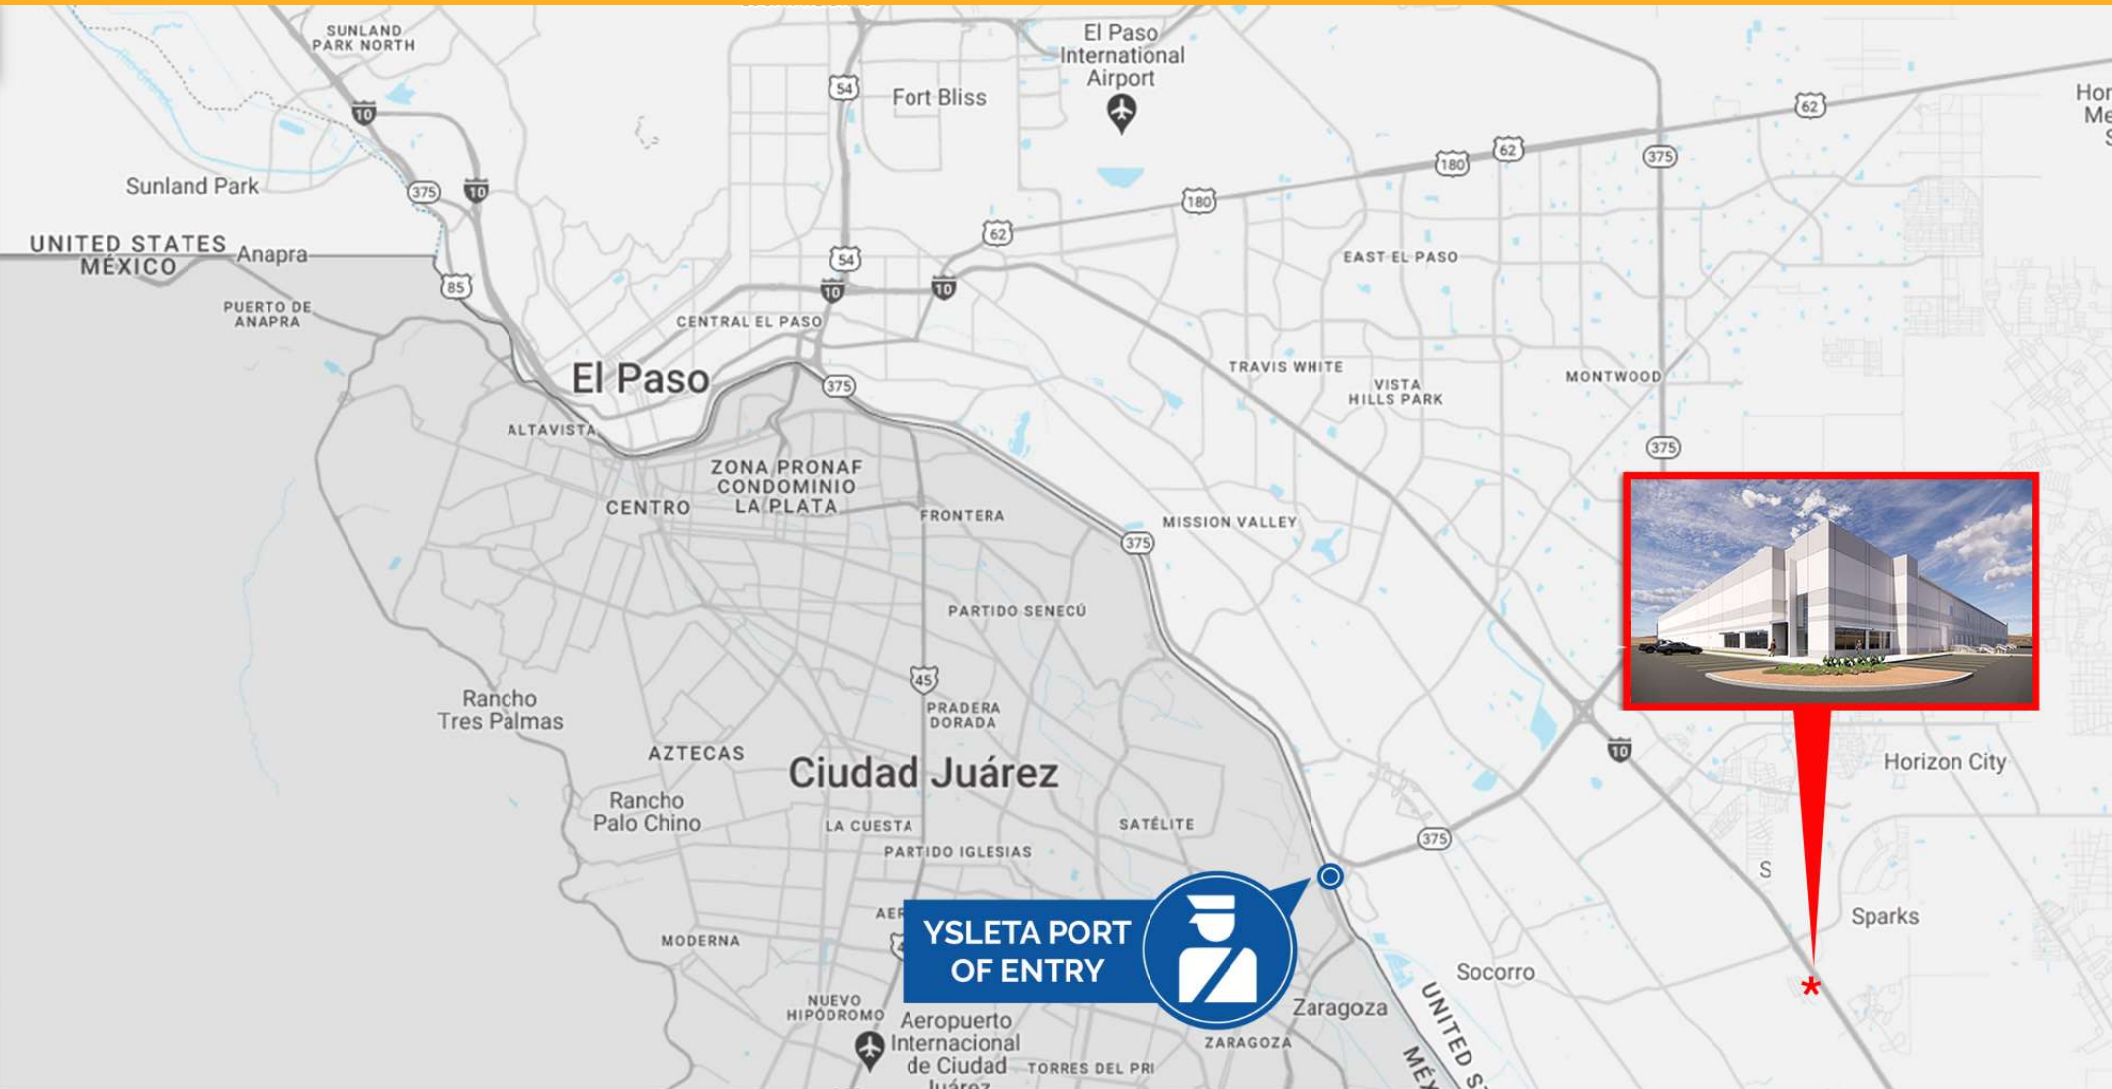 SUNLAND
PARK NORTH
El Paso
International
Airport
54
Fort Bliss
10
62
375
180
62
Sunland Park
375
10
180
UNITED STATES
MÉXICO
Anapra
62
54
EAST EL PASO
85
10
10
PUERTO DE
ANAPRA
CENTRAL EL PASO
El Paso
375
TRAVIS WHITE
VISTA
HILLS PARK
MONTWOOD
ALTAVISTA
375
ZONA PRONAF
CONDOMINIO
LA PLATA
CENTRO
FRONTERA
MISSION VALLEY
375
PARTIDO SENECÚ
45
Rancho
Tres Palmas
PRADERA
DORADA
AZTECAS
10
Horizon City
Ciudad Juárez
Rancho
Palo Chino
LA CUESTA
SATÉLITE
375
PARTIDO IGLESIAS
S
Sparks
YSLETA PORT
OF ENTRY
MODERNA
Socorro
*
NUEVO
HIPÓDROMO
Aeropuerto
Internacional
de Ciudad
Juárez
Zaragoza
ZARAGOZA
TORRES DEL PRI
UNITED S
MÉX